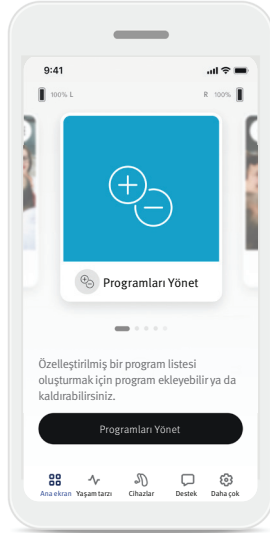 9:41
100% L
R 100%
Programları Yönet
Özelleştirilmiş bir program listesi
oluşturmak için program ekleyebilir ya da
kaldırabilirsiniz.
Programları Yönet
Ana ekran Yaşam tarzı Cihazlar Destek Daha çok